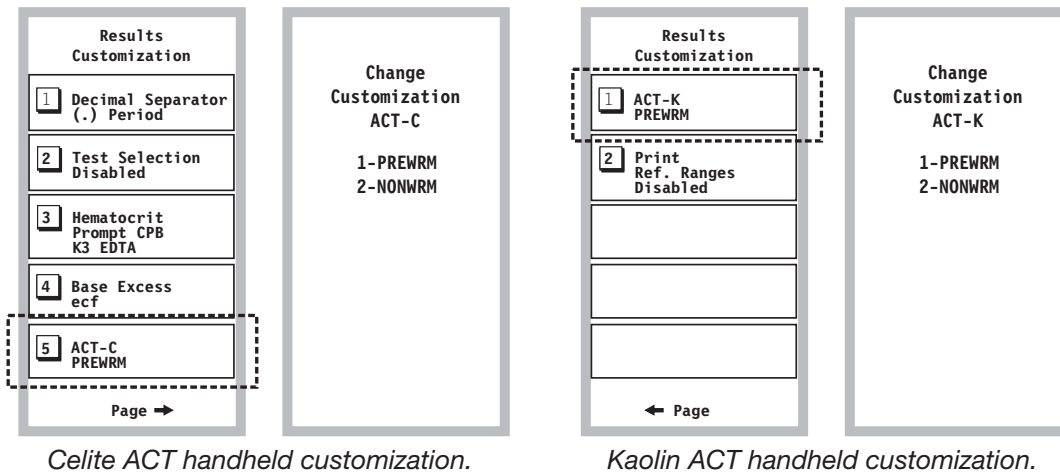 Results
Customization
1 Decimal Separator
(.) Period
2 Test Selection
Disabled
3 Hematocrit
Prompt CPB
K3 EDTA
4 Base Excess
ecf
5 ACT-C
PREWRM
Page →
Change
Customization
ACT-C
1-PREWRM
2-NONWRM
Celite ACT handheld customization.
Results
Customization
1 ACT-K
PREWRM
2 Print
Ref. Ranges
Disabled
← Page
Change
Customization
ACT-K
1-PREWRM
2-NONWRM
Kaolin ACT handheld customization.